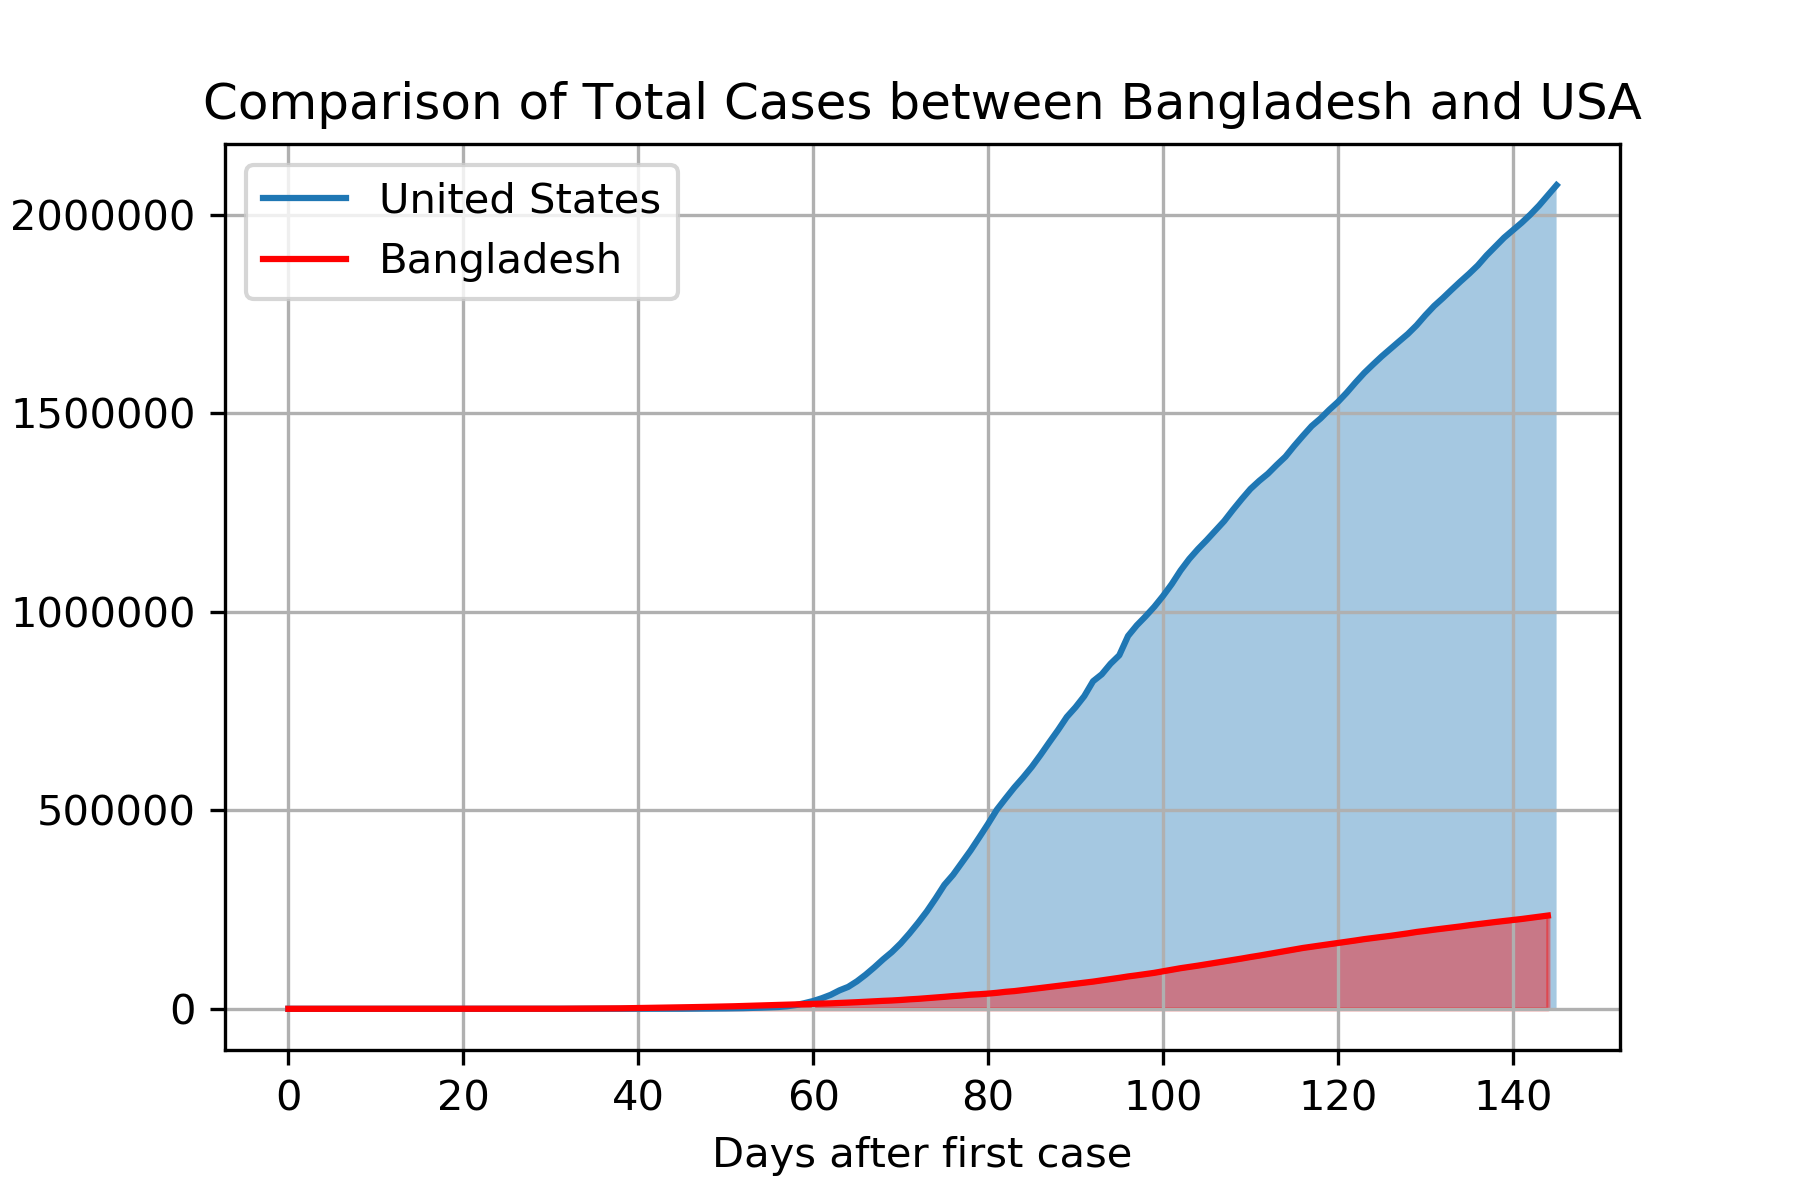 Comparison of Total Cases between Bangladesh and USA
United States
Bangladesh
2000000
1500000
1000000
500000
0
0 20 40 60 80 100 120 140
Days after first case